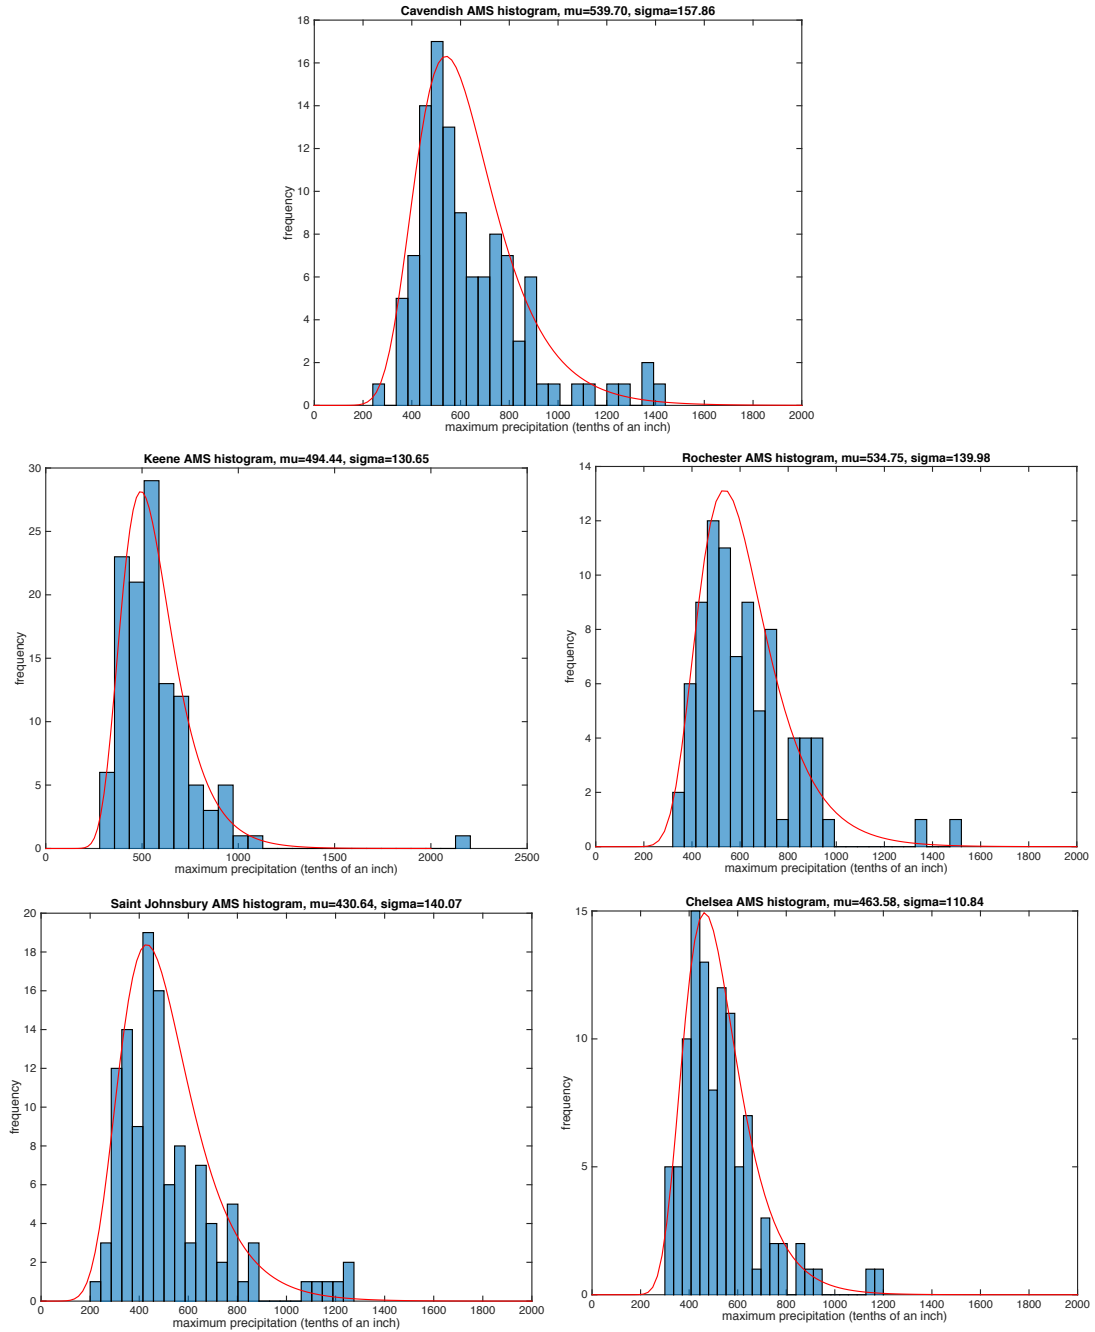 Cavendish AMS histogram, mu=539.70, sigma=157.86
18
16
14
12
10
8
6
4
2
0
frequency
0 200 400 600 800 1000 1200 1400 1600 1800 2000
maximum precipitation (tenths of an inch)
Keene AMS histogram, mu=494.44, sigma=130.65
30
25
20
15
10
5
0
frequency
0 500 1000 1500 2000 2500
maximum precipitation (tenths of an inch)
Rochester AMS histogram, mu=534.75, sigma=139.98
14
12
10
8
6
4
2
0
frequency
0 200 400 600 800 1000 1200 1400 1600 1800 2000
maximum precipitation (tenths of an inch)
Saint Johnsbury AMS histogram, mu=430.64, sigma=140.07
20
18
16
14
12
10
8
6
4
2
0
frequency
0 200 400 600 800 1000 1200 1400 1600 1800 2000
maximum precipitation (tenths of an inch)
Chelsea AMS histogram, mu=463.58, sigma=110.84
15
10
5
0
frequency
0 200 400 600 800 1000 1200 1400 1600 1800 2000
maximum precipitation (tenths of an inch)